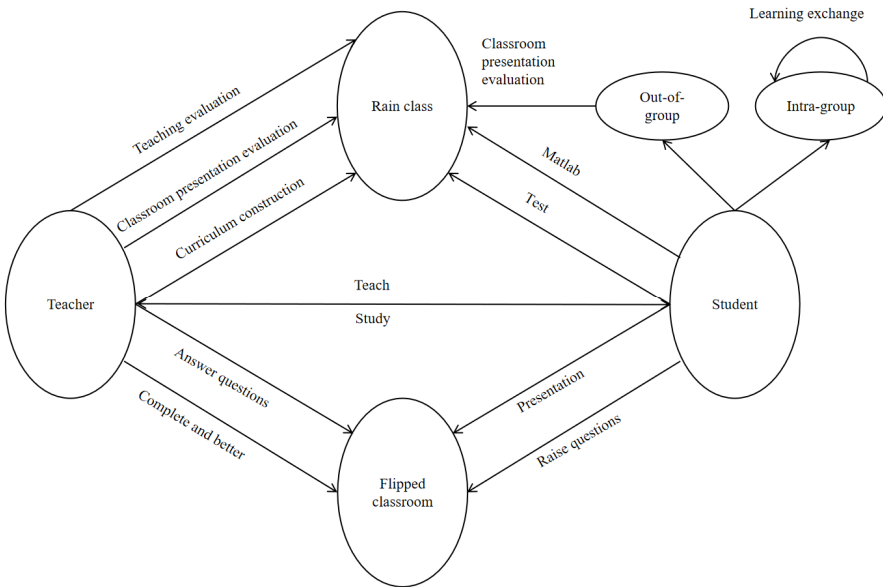 Learning exchange
Classroom
presentation
evaluation
Rain class
Out-of-
group
Intra-group
Teaching evaluation
Classroom presentation evaluation
Curriculum construction
Matlab
Test
Teacher
Teach
Study
Student
Answer questions
Complete and better
Presentation
Raise questions
Flipped
classroom